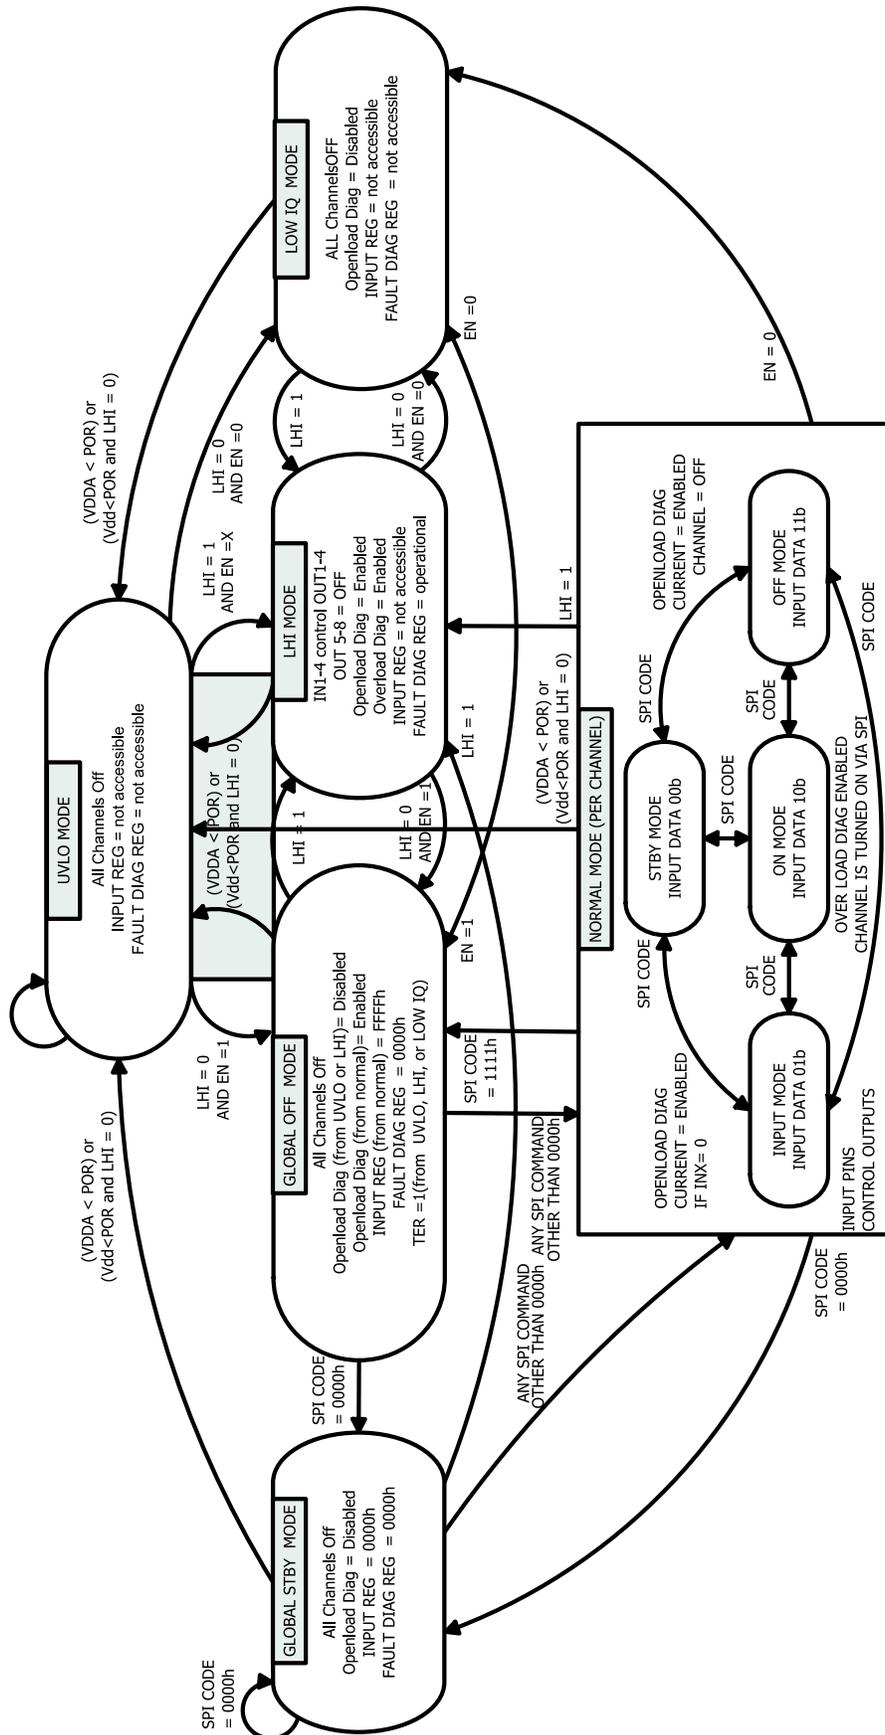 UVLO MODE
All Channels Off
INPUT REG = not accessible
FAULT DIAG REG = not accessible
(VDDA < POR) or
(Vdd<POR and LHI = 0)
(VDDA < POR) or
(Vdd<POR and LHI = 0)
LHI = 0
AND EN =1
(VDDA < POR) or
(Vdd<POR and LHI = 0)
LHI = 1
AND EN =X
LHI = 0
AND EN =0
SPI CODE
= 0000h
GLOBAL STBY MODE
All Channels Off
Openload Diag = Disabled
INPUT REG = 0000h
FAULT DIAG REG = 0000h
SPI CODE
= 0000h
GLOBAL OFF MODE
All Channels Off
Openload Diag (from UVLO or LHI)= Disabled
Openload Diag (from normal)= Enabled
INPUT REG (from normal) = FFFFh
FAULT DIAG REG = 0000h
TER =1(from UVLO, LHI, or LOW IQ)
LHI = 1
LHI = 0
AND EN =1
LHI MODE
IN1-4 control OUT1-4
OUT 5-8 = OFF
Openload Diag = Enabled
Overload Diag = Enabled
INPUT REG = not accessible
FAULT DIAG REG = operational
LHI = 1
LHI = 0
AND EN =0
LOW IQ MODE
ALL ChannelsOFF
Openload Diag = Disabled
INPUT REG = not accessible
FAULT DIAG REG = not accessible
EN =1
LHI = 1
EN =0
ANY SPI COMMAND
OTHER THAN 0000h
ANY SPI COMMAND
OTHER THAN 0000h
SPI CODE
= 1111h
(VDDA < POR) or
(Vdd<POR and LHI = 0)
LHI = 1
EN = 0
SPI CODE
= 0000h
NORMAL MODE (PER CHANNEL)
OPENLOAD DIAG
CURRENT = ENABLED
IF INX= 0
SPI CODE
STBY MODE
INPUT DATA 00b
SPI CODE
OPENLOAD DIAG
CURRENT = ENABLED
CHANNEL = OFF
SPI CODE
INPUT MODE
INPUT DATA 01b
SPI
CODE
ON MODE
INPUT DATA 10b
SPI
CODE
OFF MODE
INPUT DATA 11b
INPUT PINS
CONTROL OUTPUTS
OVER LOAD DIAG ENABLED
CHANNEL IS TURNED ON VIA SPI
SPI CODE